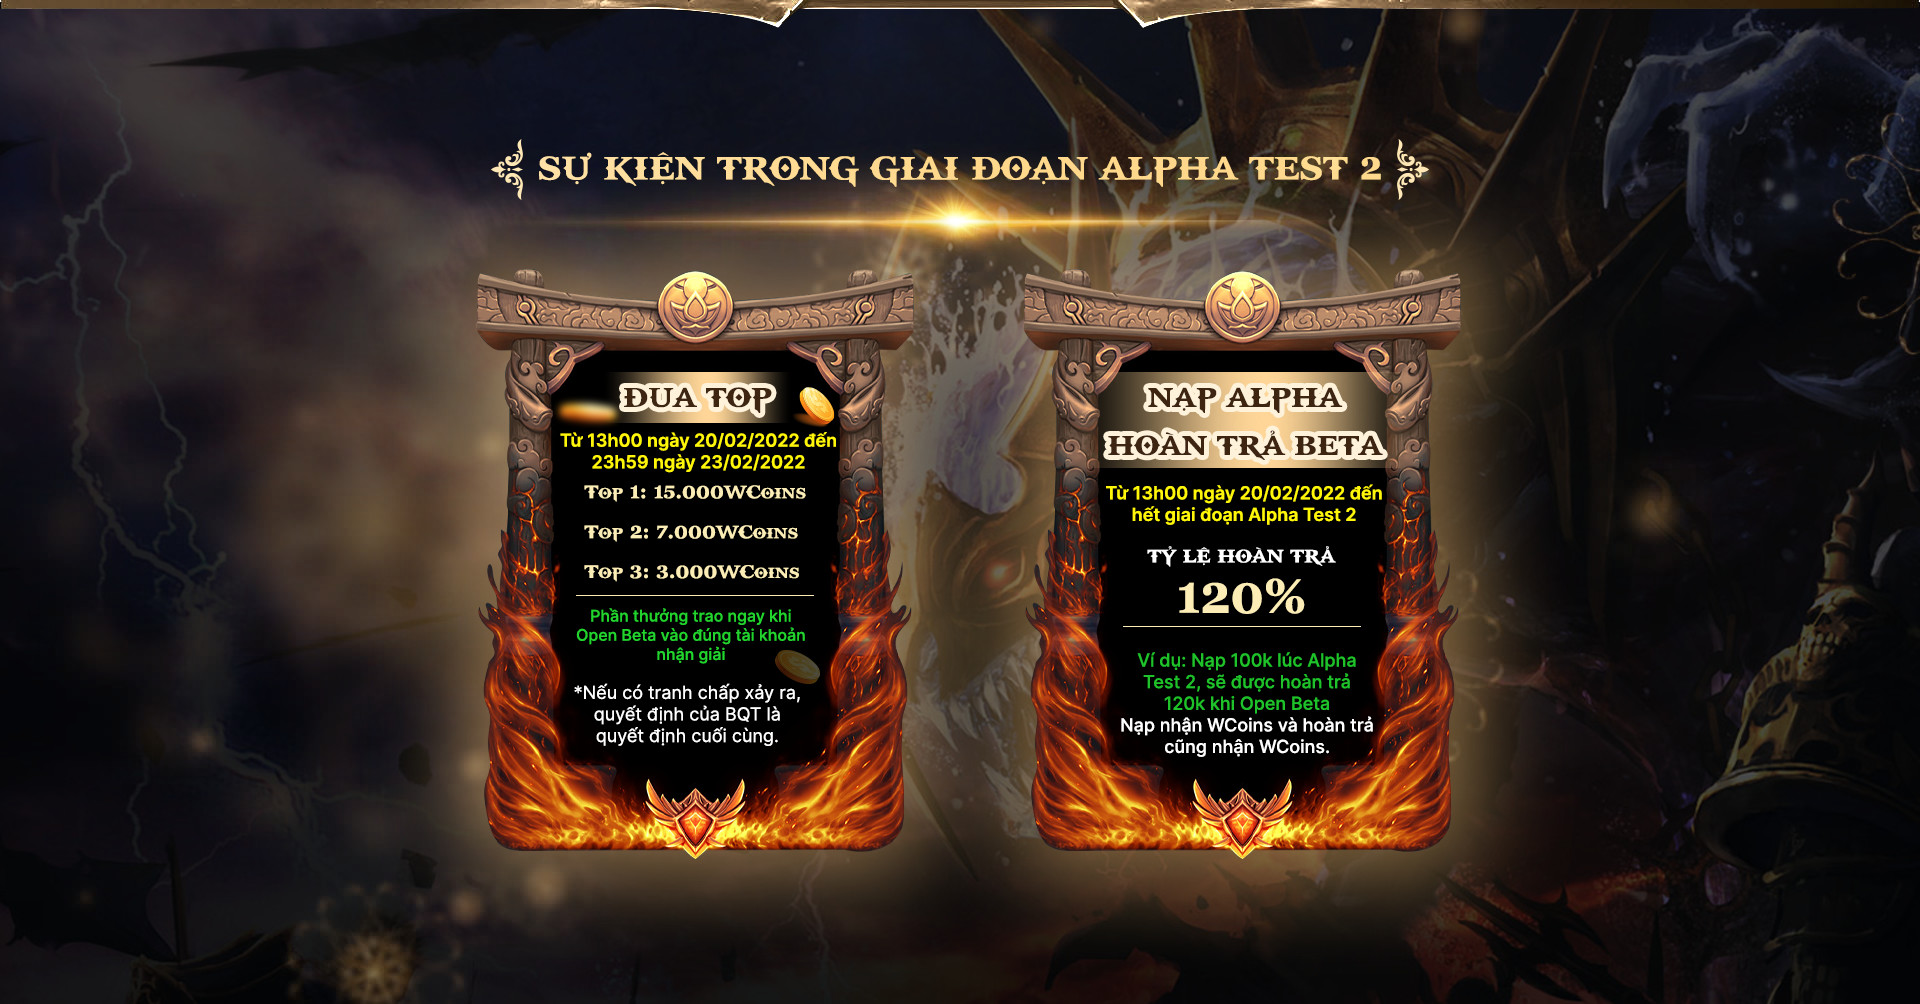 SỰ KIỆN TRONG GIAI ĐOẠN ALPHA TEST 2
ĐUA TOP
Từ 13h00 ngày 20/02/2022 đến
23h59 ngày 23/02/2022
Top 1: 15.000WCoins
Top 2: 7.000WCoins
Top 3: 3.000WCoins
Phần thưởng trao ngay khi
Open Beta vào đúng tài khoản
nhận giải
*Nếu có tranh chấp xảy ra,
quyết định của BQT là
quyết định cuối cùng.
NẠP ALPHA
HOÀN TRẢ BETA
Từ 13h00 ngày 20/02/2022 đến
hết giai đoạn Alpha Test 2
TỶ LỆ HOÀN TRẢ
120%
Ví dụ: Nạp 100k lúc Alpha
Test 2, sẽ được hoàn trả
120k khi Open Beta
Nạp nhận WCoins và hoàn trả
cũng nhận WCoins.